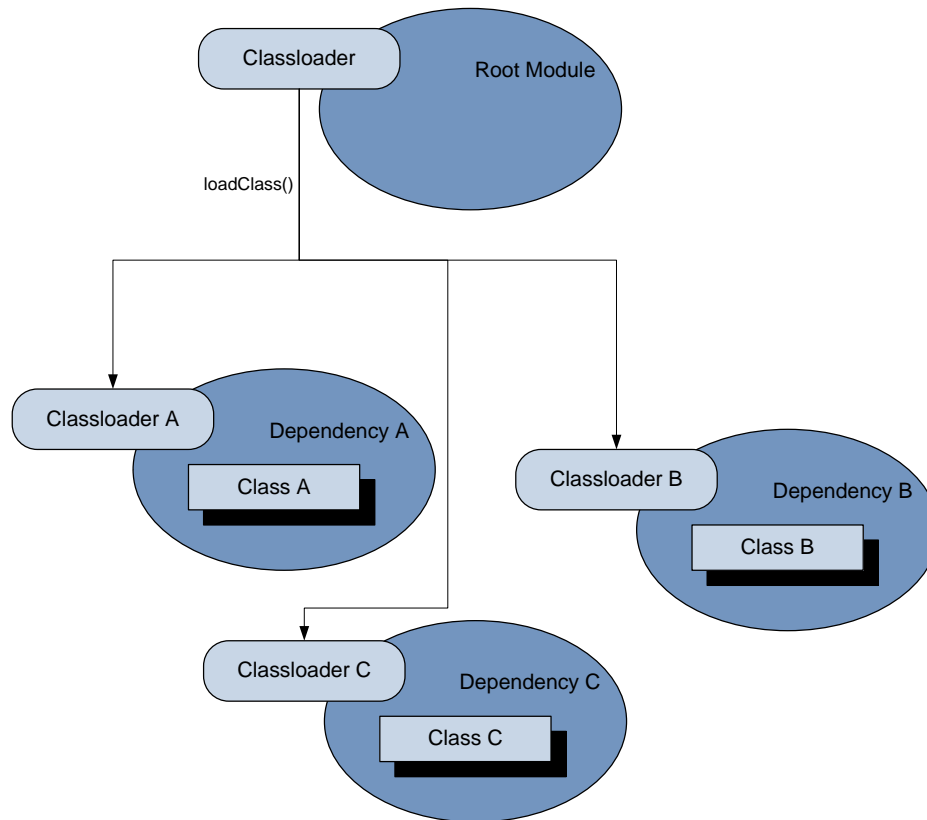 Classloader
Root Module
loadClass()
Classloader A
Dependency A
Class A
Classloader B
Dependency B
Class B
Classloader C
Dependency C
Class C